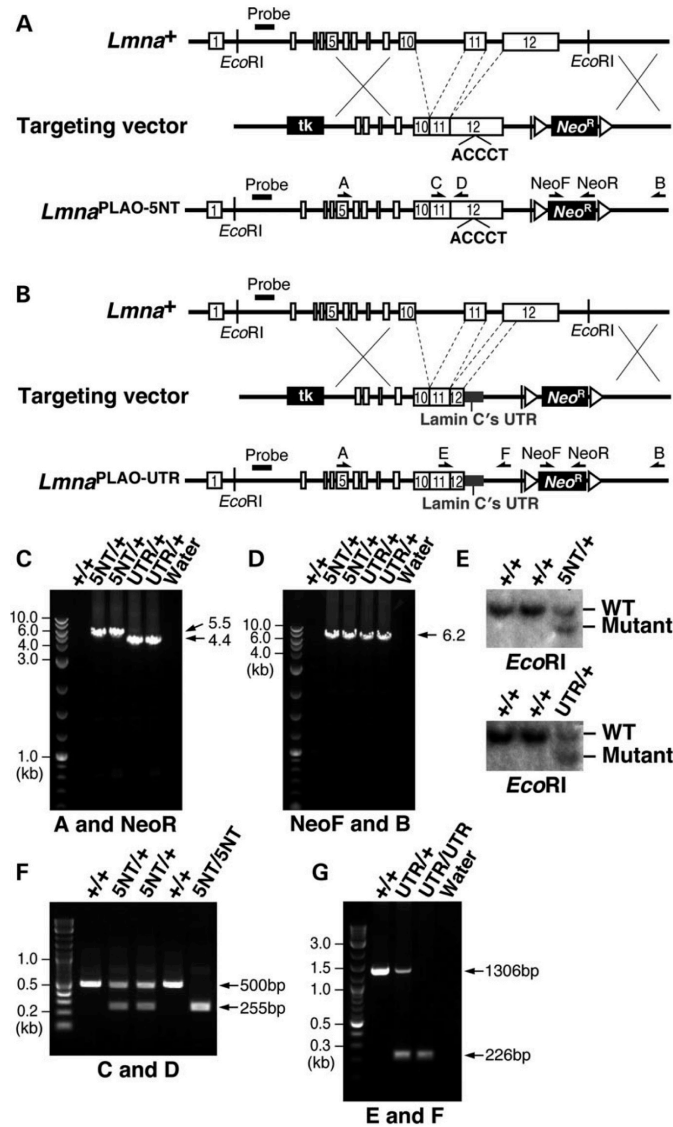 A
Probe
Lmna+
1
5
10
11
12
EcoRI
EcoRI
Targeting vector
tk
10
11
12
NeoR
ACCCT
Probe
A
C
D
NeoF
NeoR
B
LmnaPLAO-5NT
1
5
10
11
12
NeoR
EcoRI
ACCCT
B
Probe
Lmna+
1
5
10
11
12
EcoRI
EcoRI
Targeting vector
tk
10
11
12
NeoR
Lamin C's UTR
Probe
A
E
F
NeoF
NeoR
B
LmnaPLAO-UTR
1
5
10
11
12
NeoR
EcoRI
Lamin C's UTR
C
+/+
5NT/+
5NT/+
UTR/+
UTR/+
Water
10.0
6.0
4.0
3.0
1.0
(kb)
5.5
4.4
A and NeoR
D
+/+
5NT/+
5NT/+
UTR/+
UTR/+
Water
10.0
6.0
4.0
(kb)
1.0
6.2
NeoF and B
E
+/+
+/+
5NT/+
WT
Mutant
EcoRI
+/+
+/+
UTR/+
WT
Mutant
EcoRI
F
+/+
5NT/+
5NT/+
+/+
5NT/5NT
1.0
0.5
0.2
(kb)
500bp
255bp
C and D
G
+/+
UTR/+
UTR/UTR
Water
3.0
1.5
1.0
0.5
0.3
(kb)
1306bp
226bp
E and F